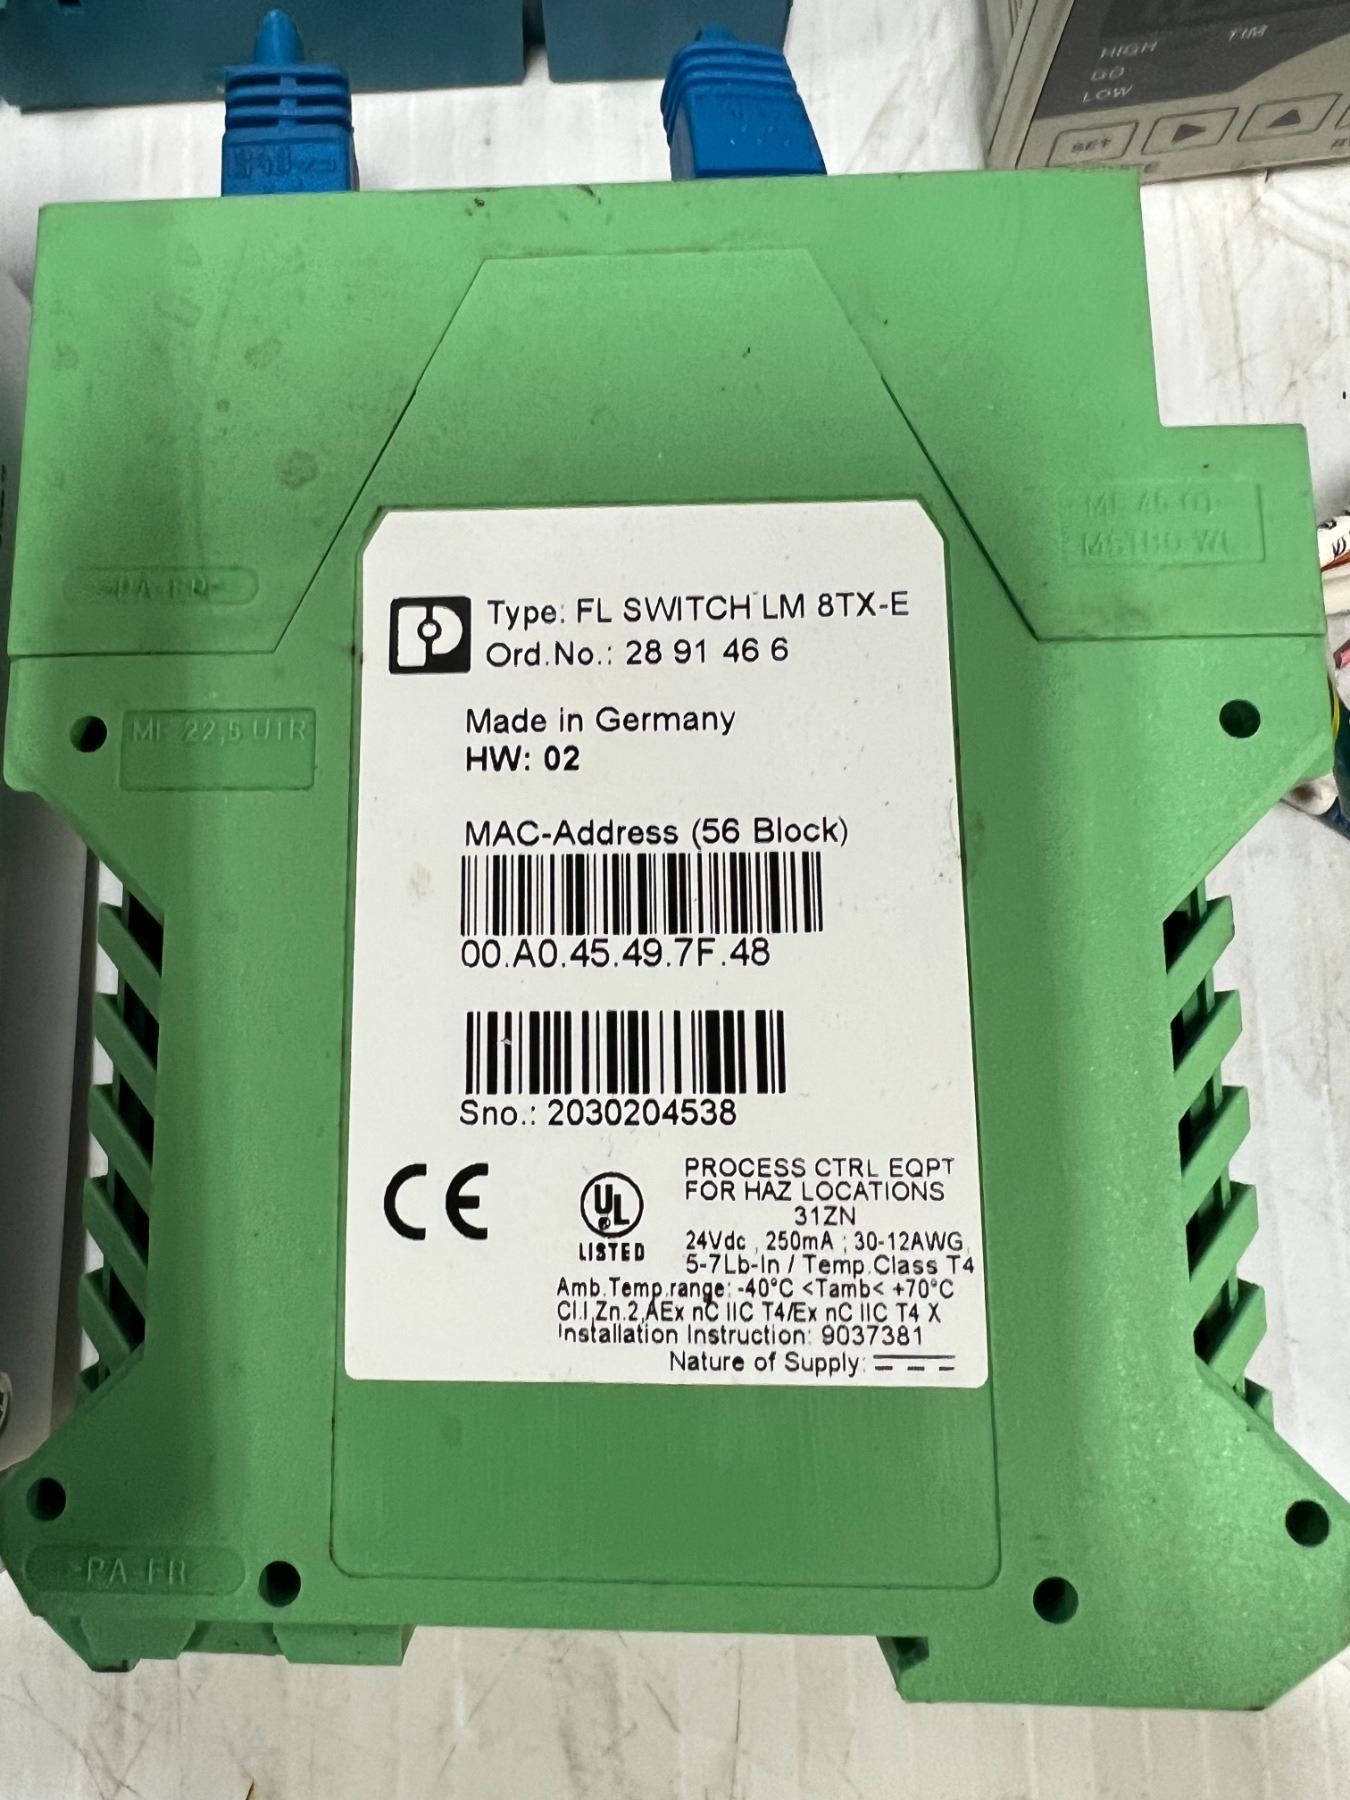 HIGH
TIM
GO
LOW
SET
PA-FR
Type: FL SWITCH LM 8TX-E
Ord.No.: 28 91 46 6
ME 22,5 UTR
Made in Germany
HW: 02
MAC-Address (56 Block)
00.A0.45.49.7F.48
Sno.: 2030204538
CE
UL
LISTED
PROCESS CTRL EQPT
FOR HAZ LOCATIONS
31ZN
24Vdc , 250mA ; 30-12AWG,
5-7Lb-In / Temp.Class T4
Amb.Temp.range: -40°C <Tamb< +70°C
Cl.I,Zn.2,AEx nC IIC T4/Ex nC IIC T4 X
Installation Instruction: 9037381
Nature of Supply:
>PA-FR